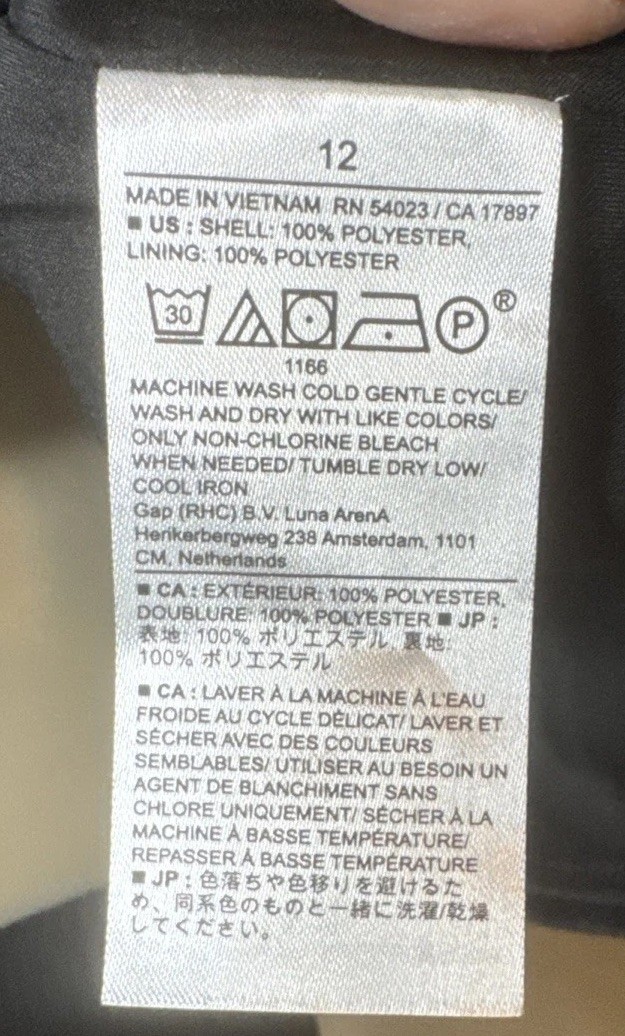 12
MADE IN VIETNAM RN 54023 / CA 17897
■ US : SHELL: 100% POLYESTER,
LINING: 100% POLYESTER
30 P ®
1166
MACHINE WASH COLD GENTLE CYCLE/
WASH AND DRY WITH LIKE COLORS/
ONLY NON-CHLORINE BLEACH
WHEN NEEDED/ TUMBLE DRY LOW/
COOL IRON
Gap (RHC) B.V. Luna ArenA
Herikerbergweg 238 Amsterdam, 1101
CM, Netherlands
■ CA : EXTÉRIEUR: 100% POLYESTER,
DOUBLURE: 100% POLYESTER ■ JP :
表地: 100% ポリエステル, 裏地:
100% ポリエステル
■ CA : LAVER À LA MACHINE À L'EAU
FROIDE AU CYCLE DÉLICAT/ LAVER ET
SÉCHER AVEC DES COULEURS
SEMBLABLES/ UTILISER AU BESOIN UN
AGENT DE BLANCHIMENT SANS
CHLORE UNIQUEMENT/ SÉCHER À LA
MACHINE À BASSE TEMPÉRATURE/
REPASSER À BASSE TEMPÉRATURE
■ JP : 色落ちや色移りを避けるた
め、同系色のものと一緒に洗濯/乾燥
してください。